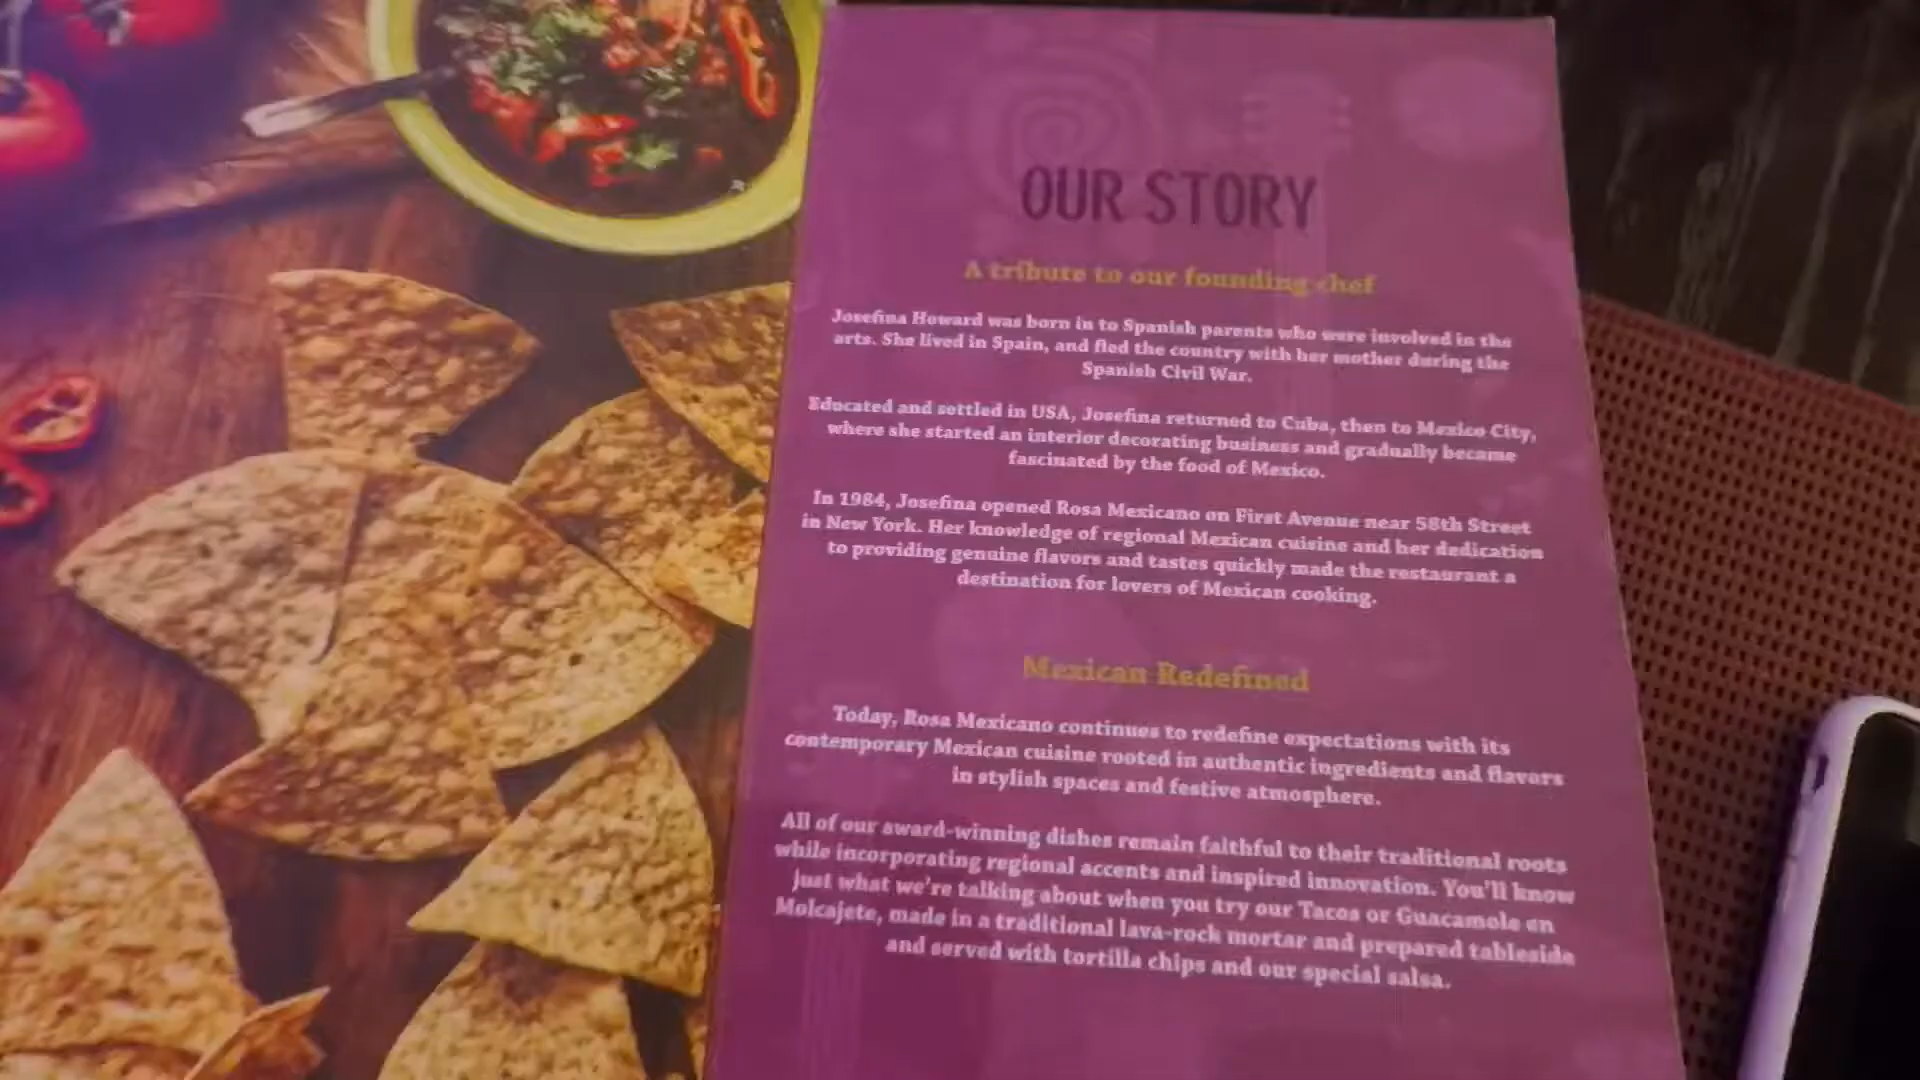 OUR STORY
A tribute to our founding chef
Josefina Howard was born in to Spanish parents who were involved in the
arts. She lived in Spain, and fled the country with her mother during the
Spanish Civil War.
Educated and settled in USA, Josefina returned to Cuba, then to Mexico City,
where she started an interior decorating business and gradually became
fascinated by the food of Mexico.
In 1984, Josefina opened Rosa Mexicano on First Avenue near 58th Street
in New York. Her knowledge of regional Mexican cuisine and her dedication
to providing genuine flavors and tastes quickly made the restaurant a
destination for lovers of Mexican cooking.
Mexican Redefined
Today, Rosa Mexicano continues to redefine expectations with its
contemporary Mexican cuisine rooted in authentic ingredients and flavors
in stylish spaces and festive atmosphere.
All of our award-winning dishes remain faithful to their traditional roots
while incorporating regional accents and inspired innovation. You'll know
just what we're talking about when you try our Tacos or Guacamole en
Molcajete, made in a traditional lava-rock mortar and prepared tableside
and served with tortilla chips and our special salsa.